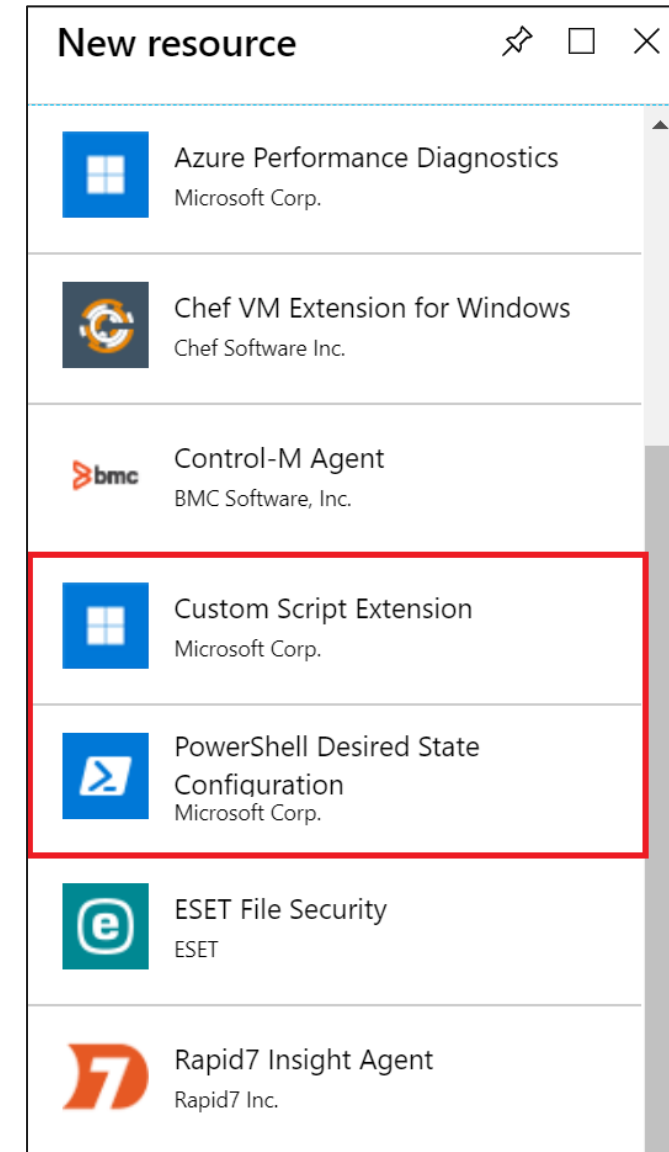 New resource
Azure Performance Diagnostics
Microsoft Corp.
Chef VM Extension for Windows
Chef Software Inc.
bmc
Control-M Agent
BMC Software, Inc.
Custom Script Extension
Microsoft Corp.
PowerShell Desired State
Configuration
Microsoft Corp.
e
ESET File Security
ESET
7
Rapid7 Insight Agent
Rapid7 Inc.